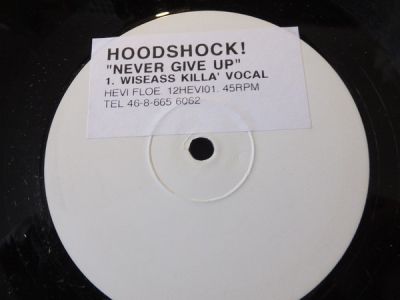 HOODSHOCK!
"NEVER GIVE UP"
1. WISEASS KILLA' VOCAL
HEVI FLOE. 12HEVI01. 45RPM
TEL 46-8-665 6062